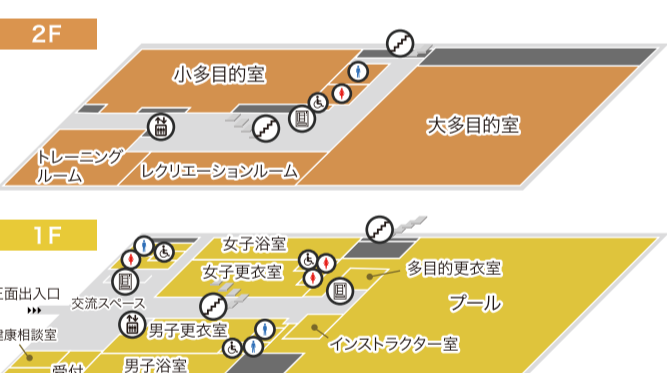 2F
小多目的室
大多目的室
トレーニング
ルーム
レクリエーションルーム
1F
女子浴室
女子更衣室
多目的更衣室
正面出入口
交流スペース
プール
健康相談室
男子更衣室
インストラクター室
受付
男子浴室